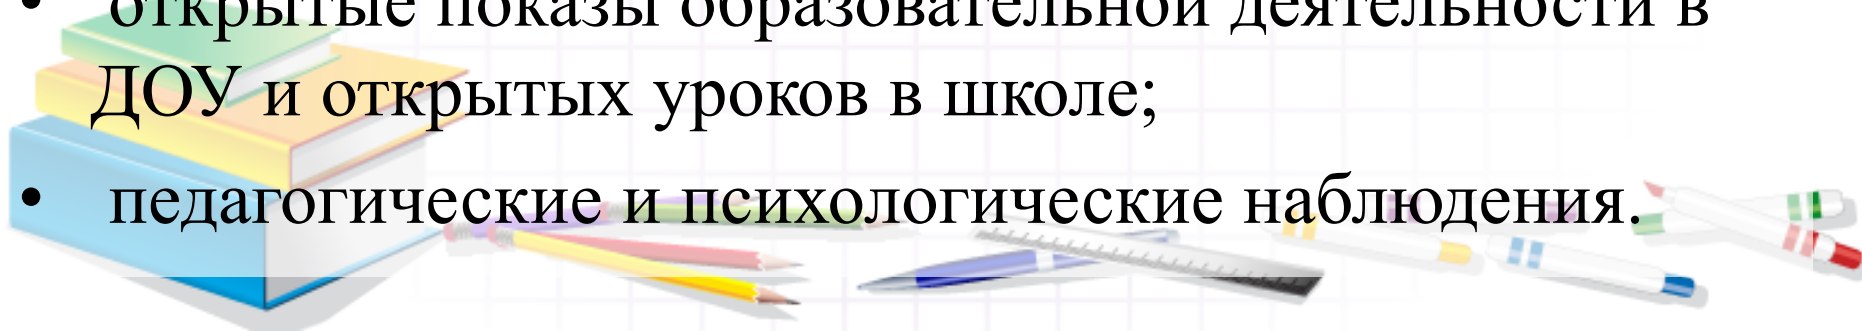 • открытые показы образовательной деятельности в
ДОУ и открытых уроков в школе;
• педагогические и психологические наблюдения.